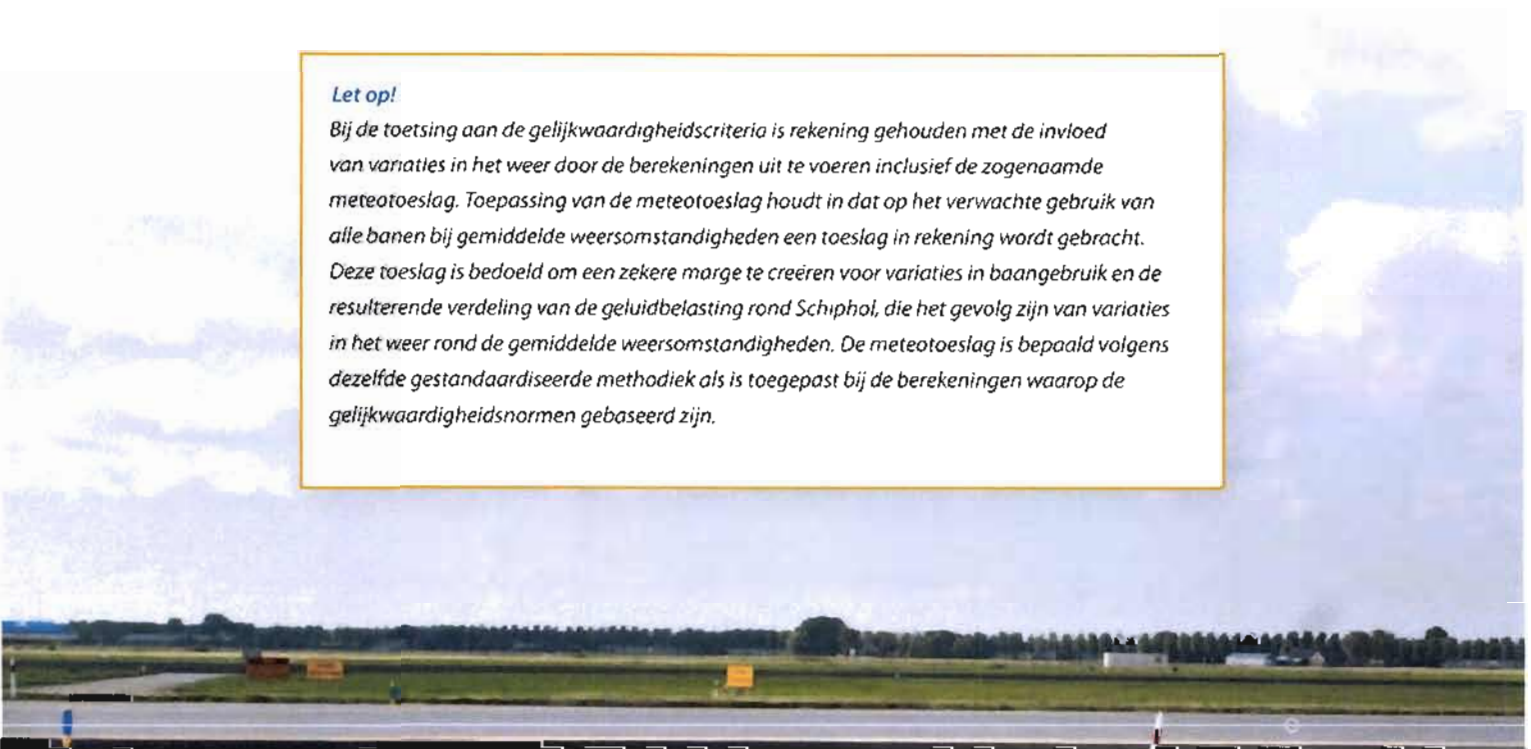 Let op!
Bij de toetsing aan de gelijkwaardigheidscriteria is rekening gehouden met de invloed
van variaties in het weer door de berekeningen uit te voeren inclusief de zogenaamde
meteotoeslag. Toepassing van de meteotoeslag houdt in dat op het verwachte gebruik van
alle banen bij gemiddelde weersomstandigheden een toeslag in rekening wordt gebracht.
Deze toeslag is bedoeld om een zekere marge te creëren voor variaties in baangebruik en de
resulterende verdeling van de geluidbelasting rond Schiphol, die het gevolg zijn van variaties
in het weer rond de gemiddelde weersomstandigheden. De meteotoeslag is bepaald volgens
dezelfde gestandaardiseerde methodiek als is toegepast bij de berekeningen waarop de
gelijkwaardigheidsnormen gebaseerd zijn.